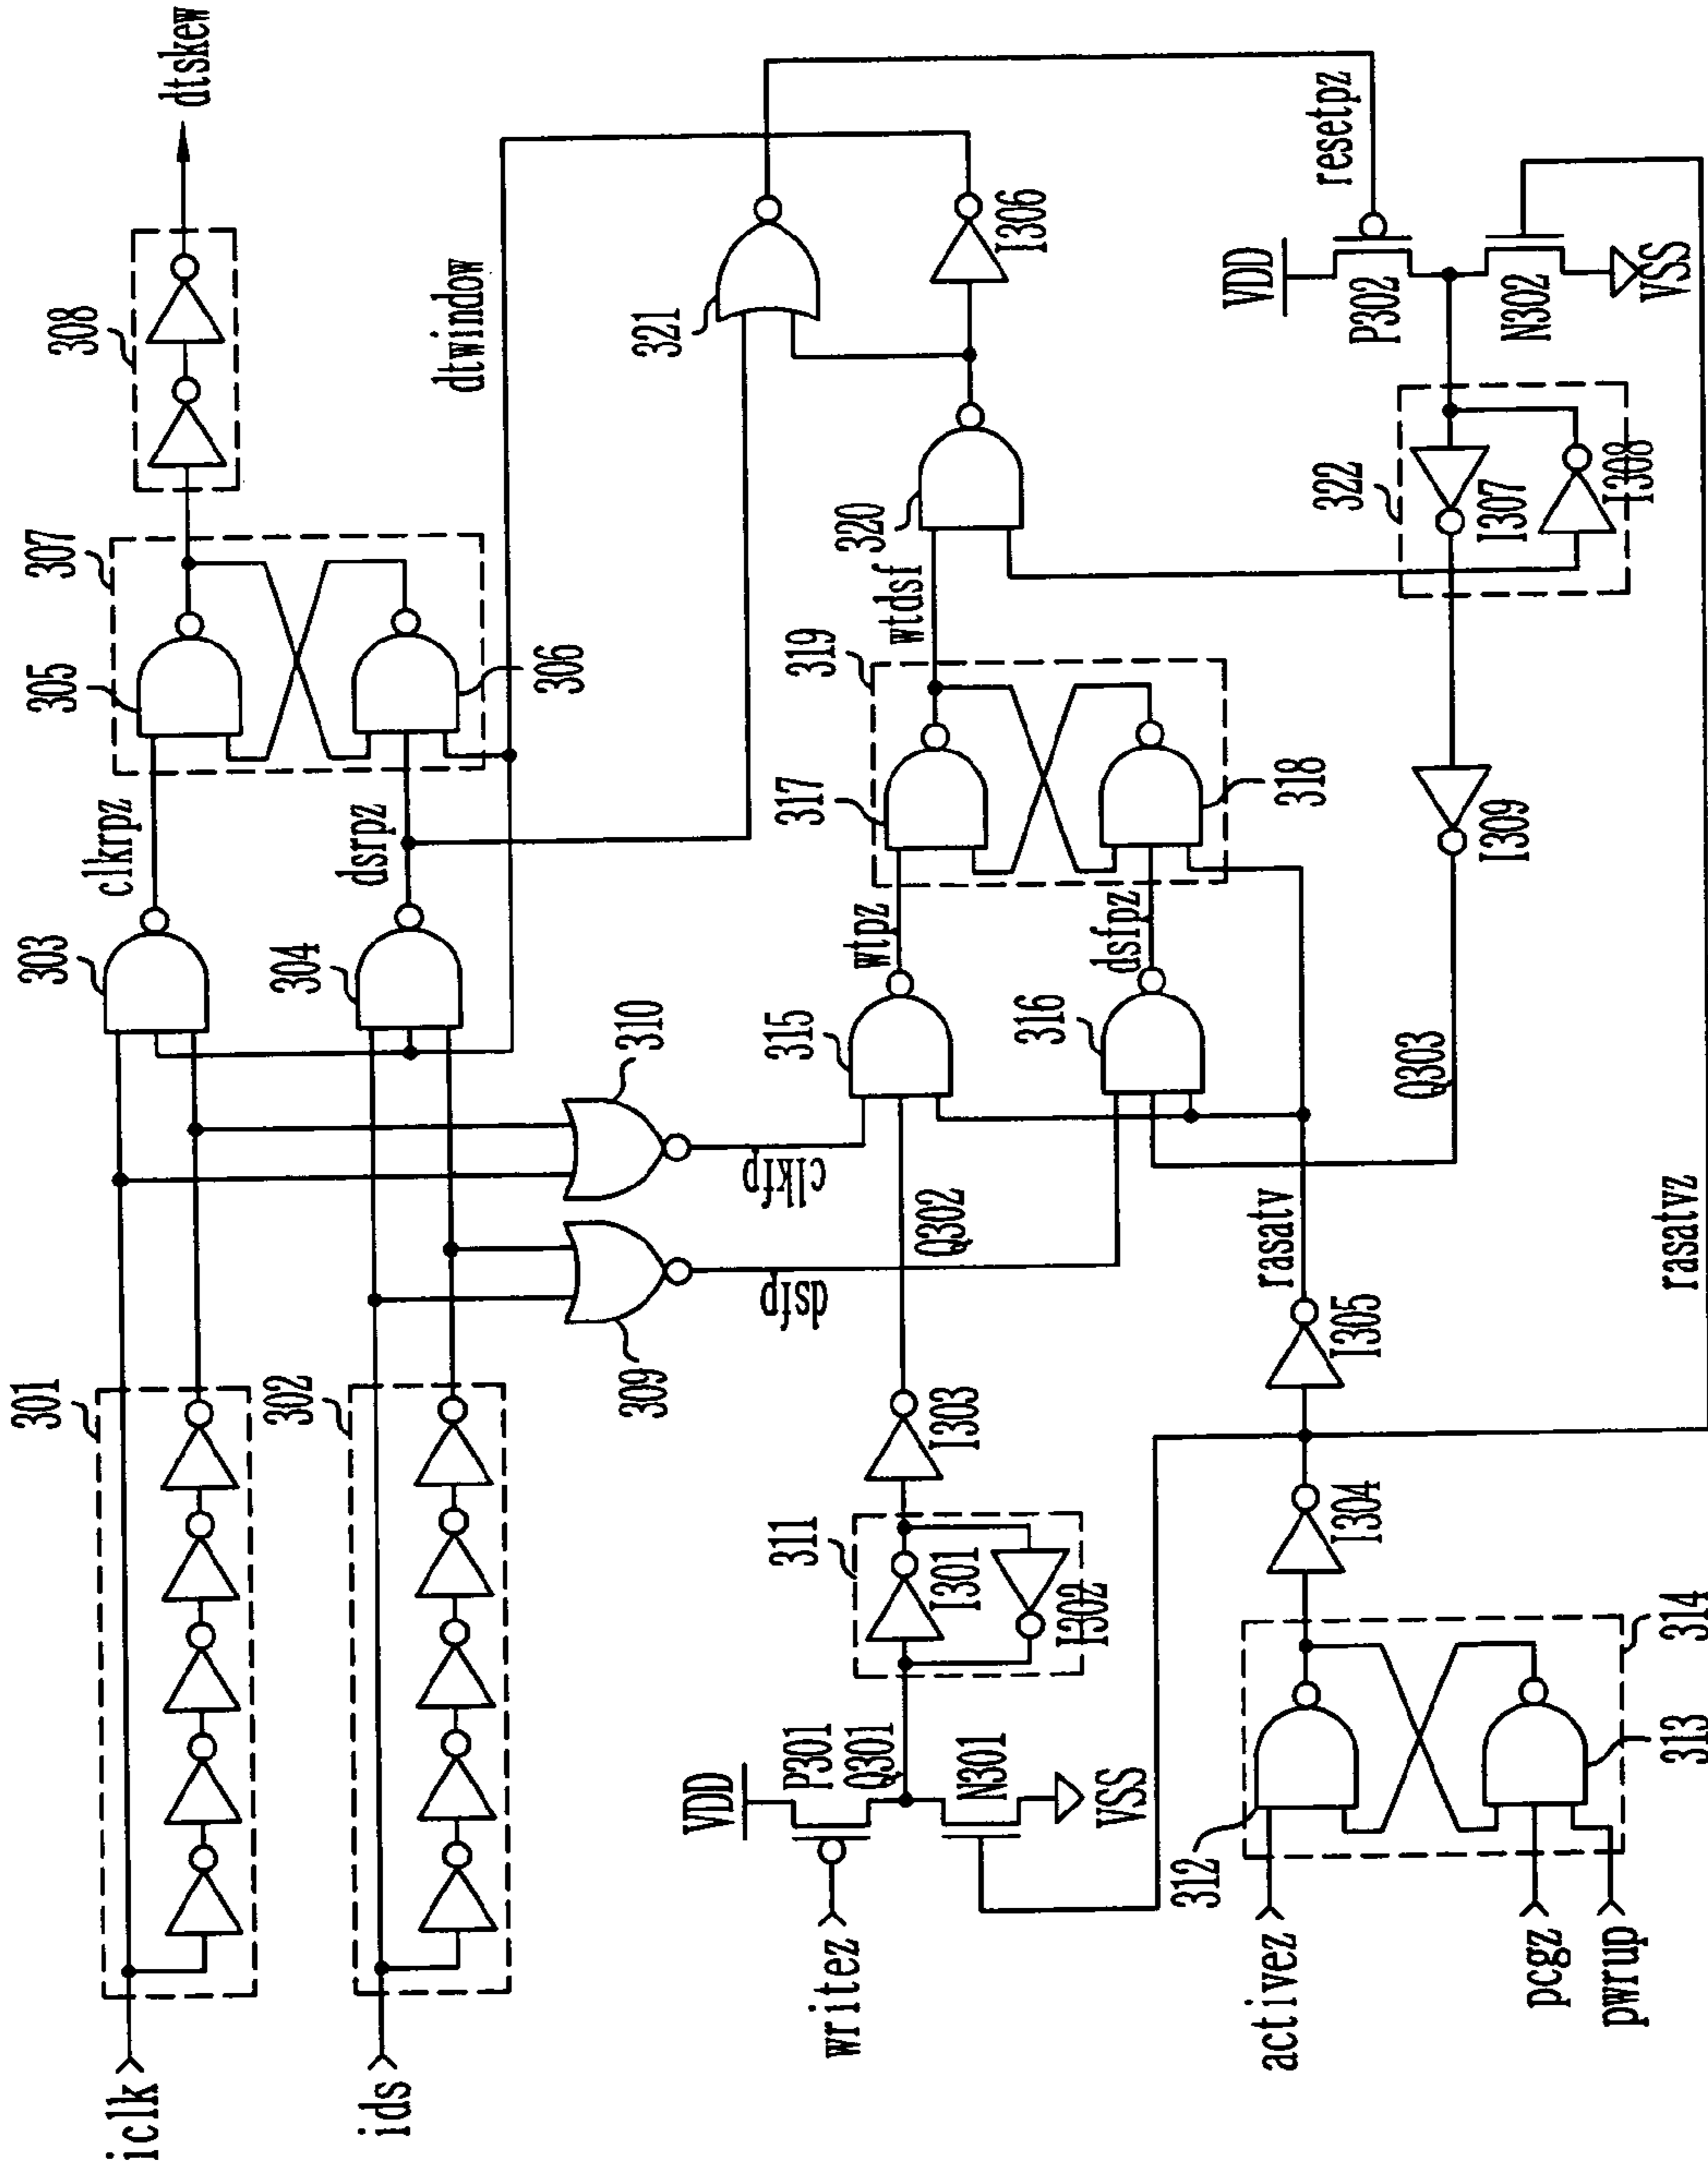 iclk
301
303
clkrpz
305
307
308
dtskew
ids
302
304
dsrpz
306
dtwindow
309
310
dsfp
clkfp
writez
VDD
P301
Q301
N301
VSS
311
I301
I302
I303
Q302
315
wtpz
317
319
wtdsf
320
321
I306
316
dsfpz
318
activez
pcgz
pwrup
312
313
314
I304
I305
rasatv
rasatvz
Q303
I309
322
I307
I308
VDD
P302
N302
VSS
resetpz